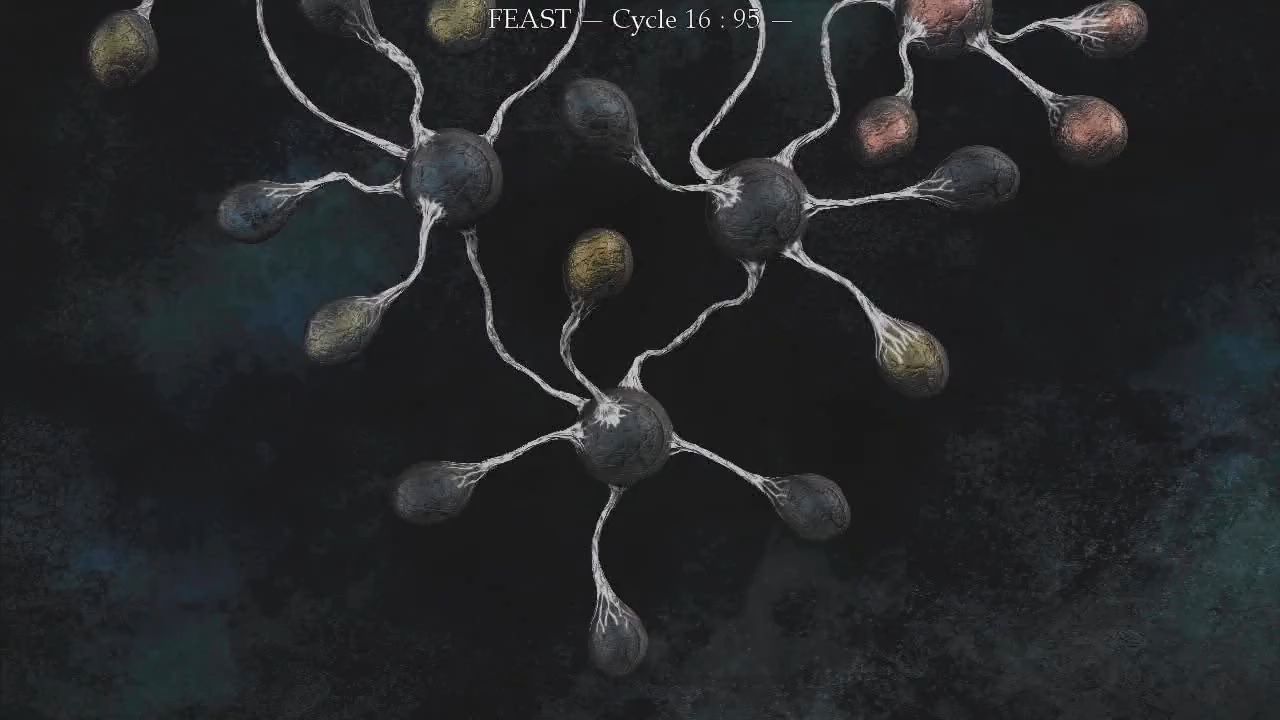 FEAST — Cycle 16 : 95 —